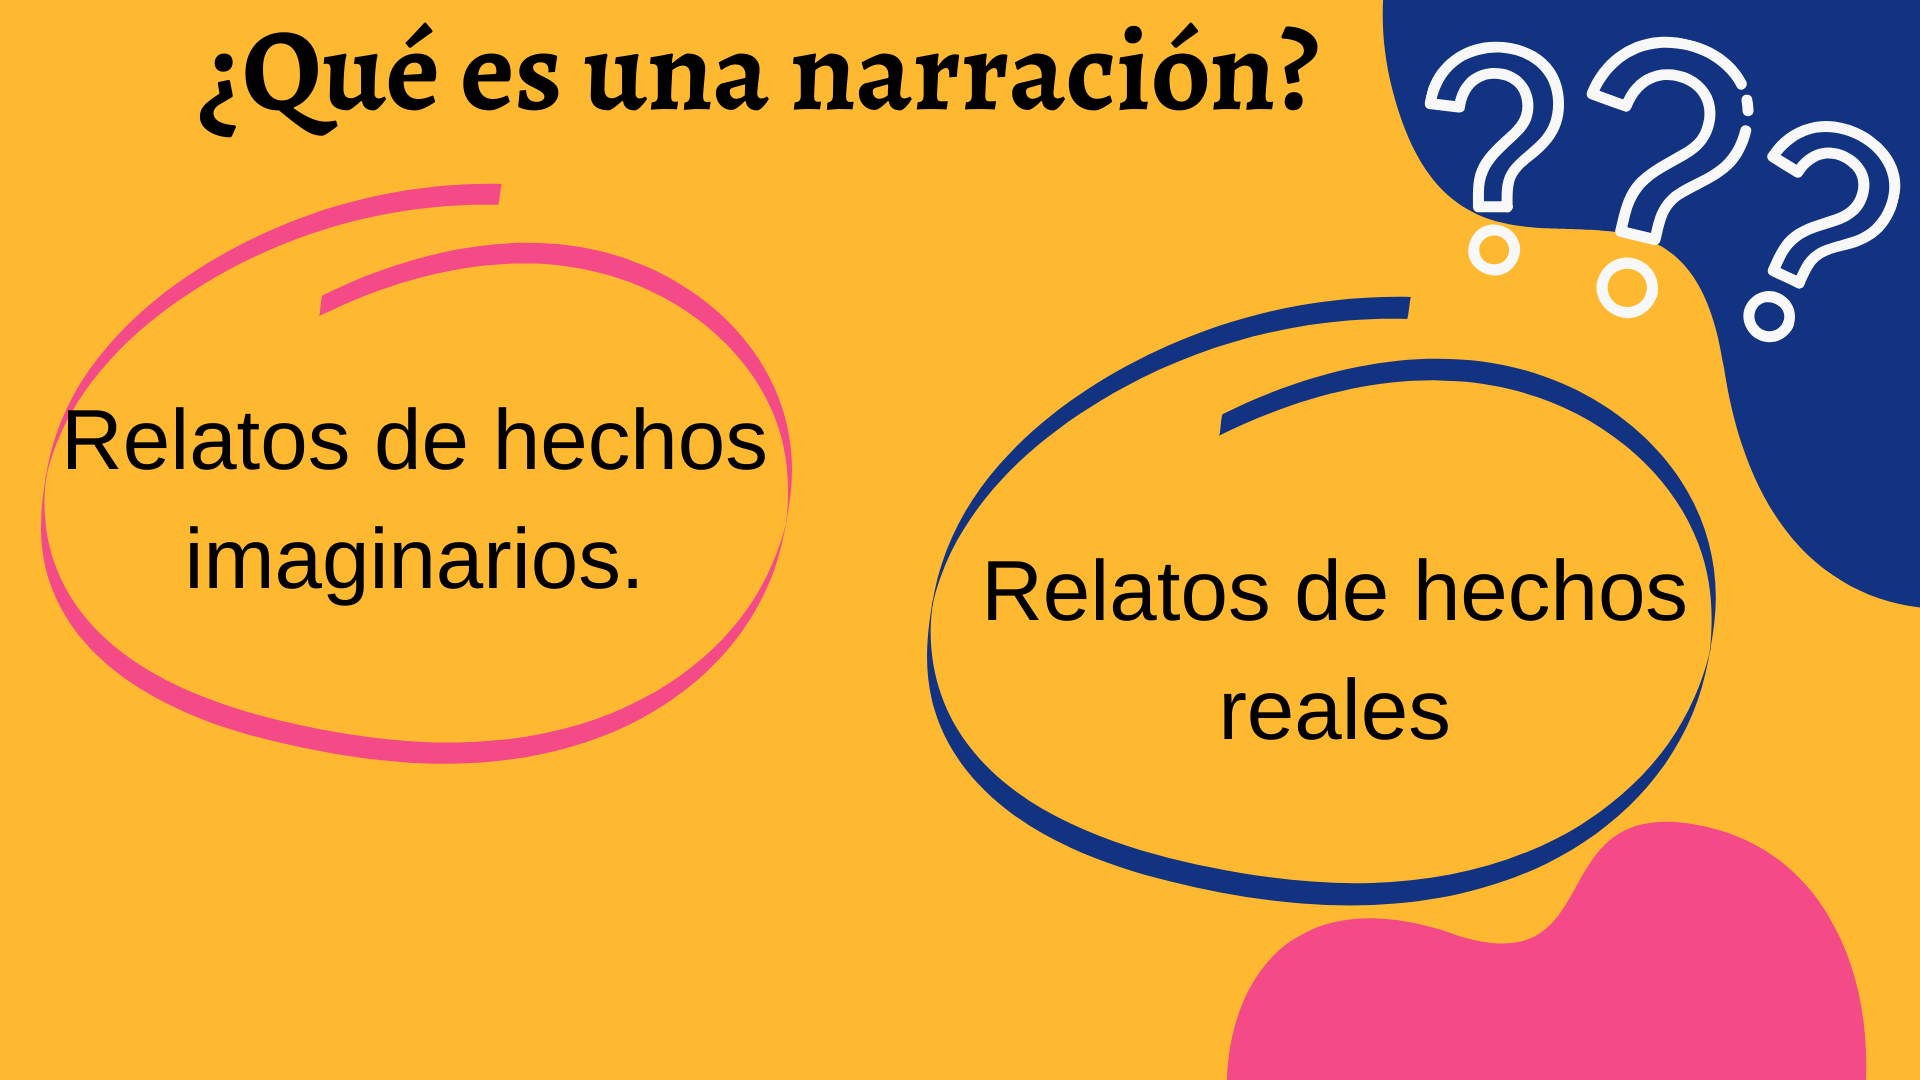 ¿Qué es una narración?
Relatos de hechos
imaginarios.
Relatos de hechos
reales